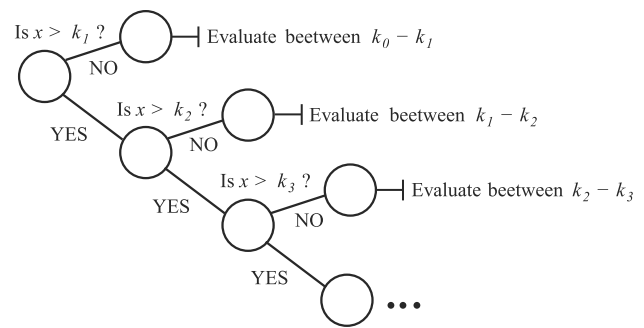 Is x > k₁ ?
Evaluate beetween k₀ − k₁
NO
YES
Is x > k₂ ?
Evaluate beetween k₁ − k₂
NO
YES
Is x > k₃ ?
Evaluate beetween k₂ − k₃
NO
YES
...